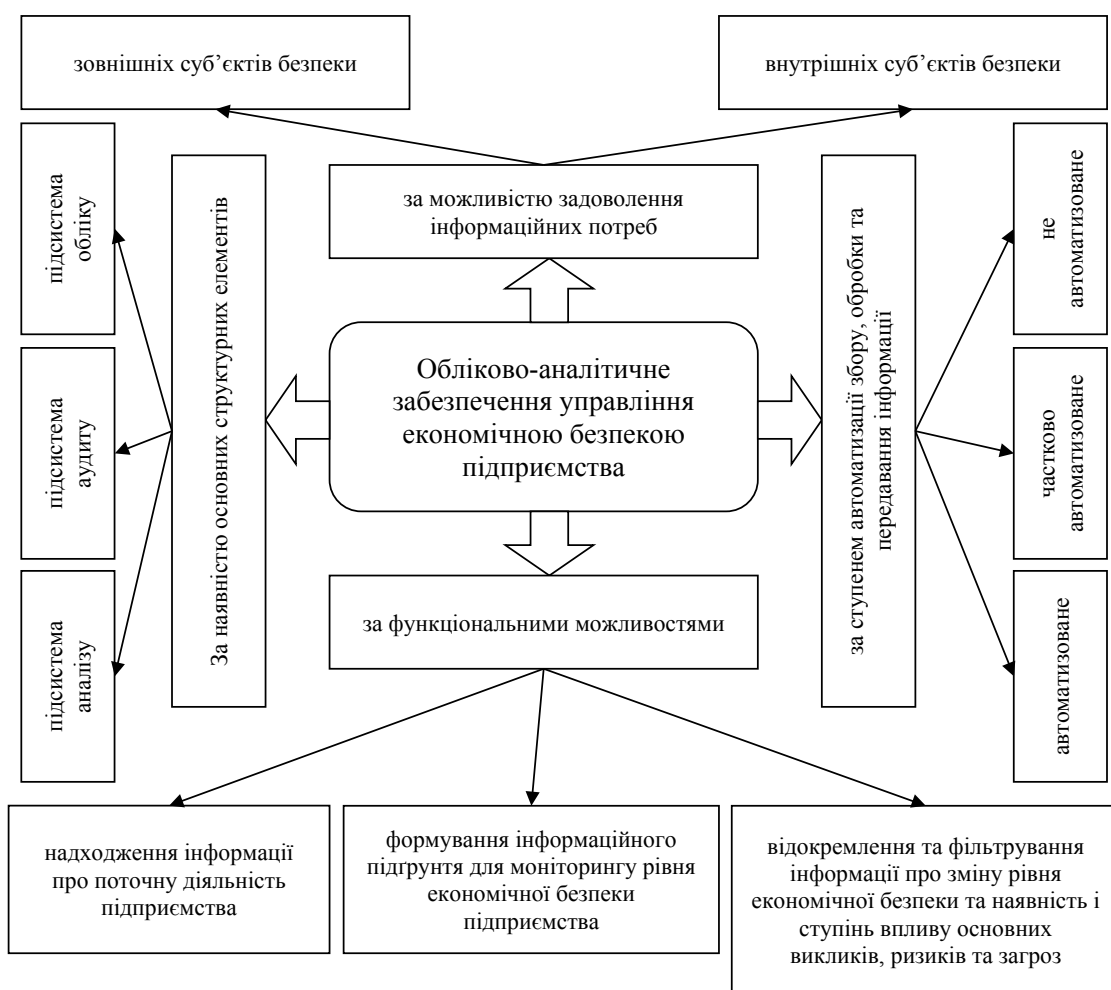 зовнішніх суб’єктів безпеки
внутрішніх суб’єктів безпеки
за можливістю задоволення
інформаційних потреб
підсистема
обліку
підсистема
аудиту
підсистема
аналізу
За наявністю основних структурних елементів
Обліково-аналітичне
забезпечення управління
економічною безпекою
підприємства
за ступенем автоматизації збору, обробки та
передавання інформації
не
автоматизоване
частково
автоматизоване
автоматизоване
за функціональними можливостями
надходження інформації
про поточну діяльність
підприємства
формування інформаційного
підґрунтя для моніторингу рівня
економічної безпеки
підприємства
відокремлення та фільтрування
інформації про зміну рівня
економічної безпеки та наявність і
ступінь впливу основних
викликів, ризиків та загроз